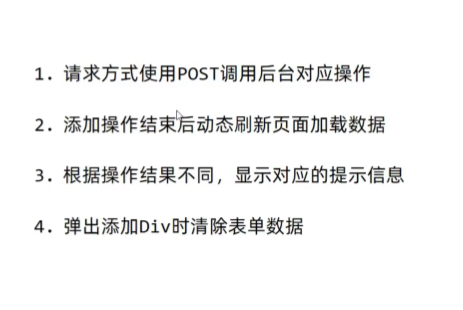 1. 请求方式使用POST调用后台对应操作
2. 添加操作结束后动态刷新页面加载数据
3. 根据操作结果不同，显示对应的提示信息
4. 弹出添加Div时清除表单数据